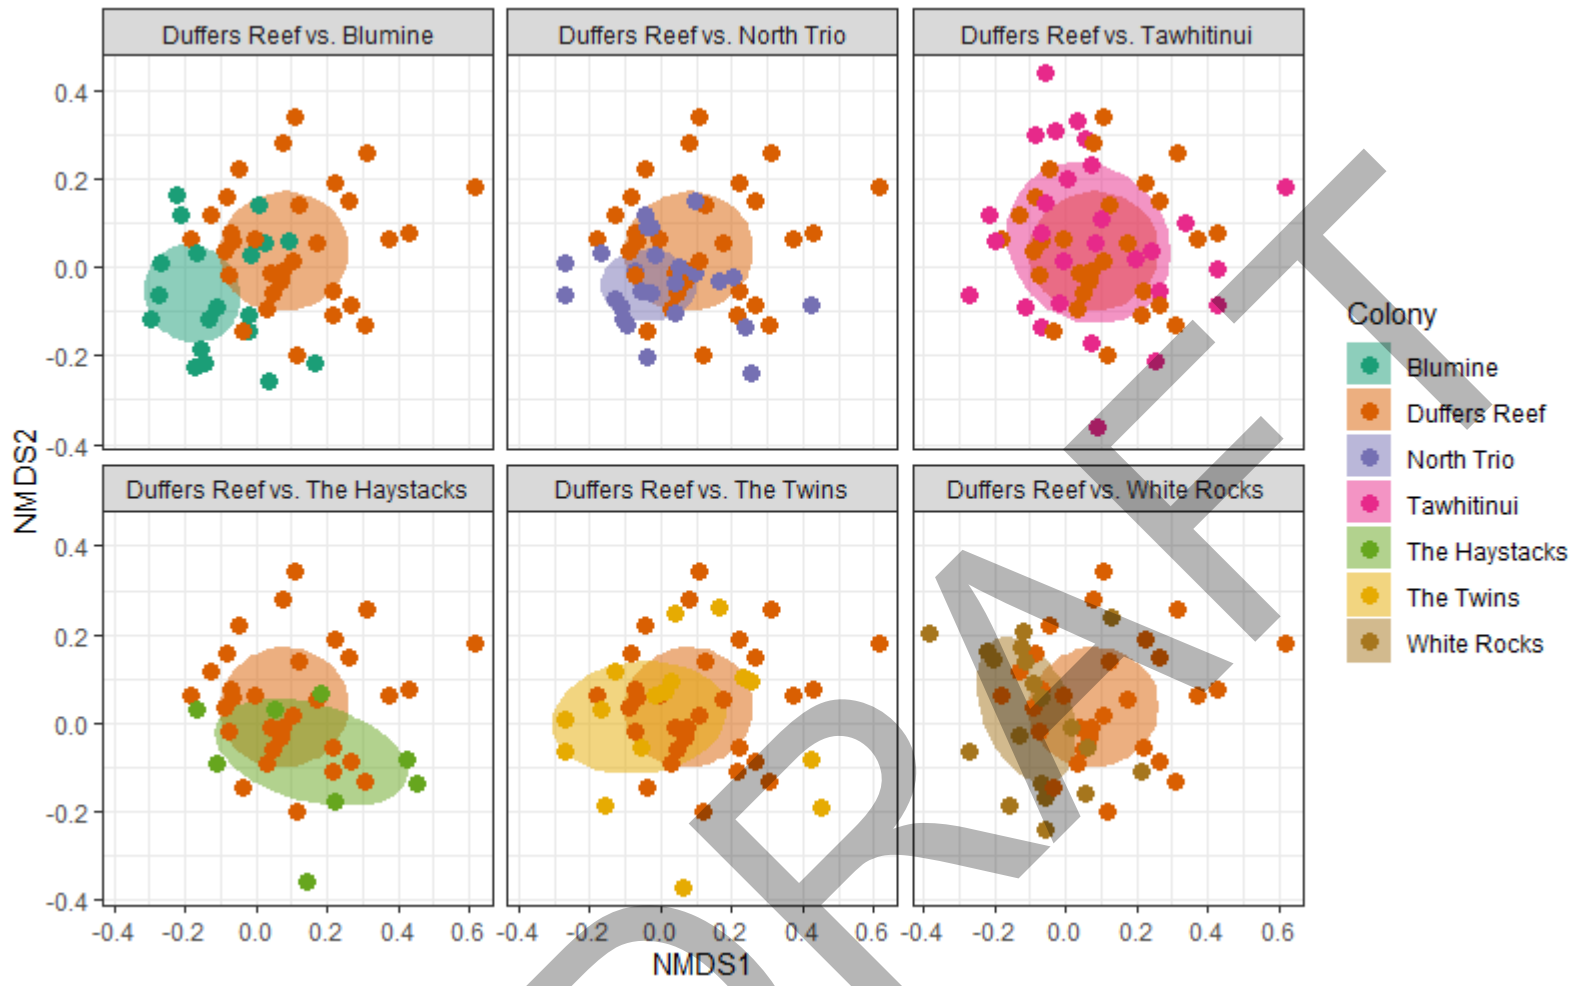 Duffers Reef vs. Blumine
Duffers Reef vs. North Trio
Duffers Reef vs. Tawhitinui
0.4
0.2
0.0
-0.2
-0.4
Duffers Reef vs. The Haystacks
Duffers Reef vs. The Twins
Duffers Reef vs. White Rocks
0.4
0.2
0.0
-0.2
-0.4
-0.4 -0.2 0.0 0.2 0.4 0.6
-0.4 -0.2 0.0 0.2 0.4 0.6
-0.4 -0.2 0.0 0.2 0.4 0.6
NMDS1
NMDS2
Colony
Blumine
Duffers Reef
North Trio
Tawhitinui
The Haystacks
The Twins
White Rocks
DRAFT